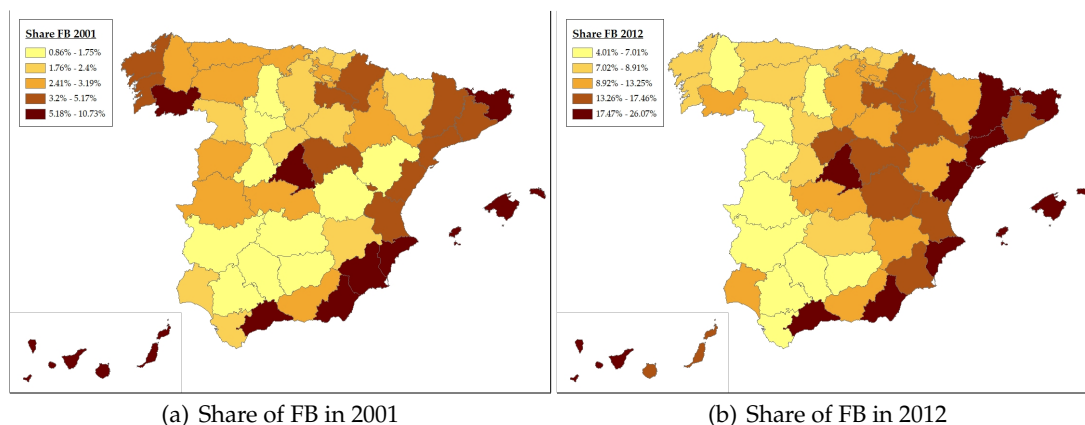 Share FB 2001
0.86% - 1.75%
1.76% - 2.4%
2.41% - 3.19%
3.2% - 5.17%
5.18% - 10.73%
(a) Share of FB in 2001
Share FB 2012
4.01% - 7.01%
7.02% - 8.91%
8.92% - 13.25%
13.26% - 17.46%
17.47% - 26.07%
(b) Share of FB in 2012